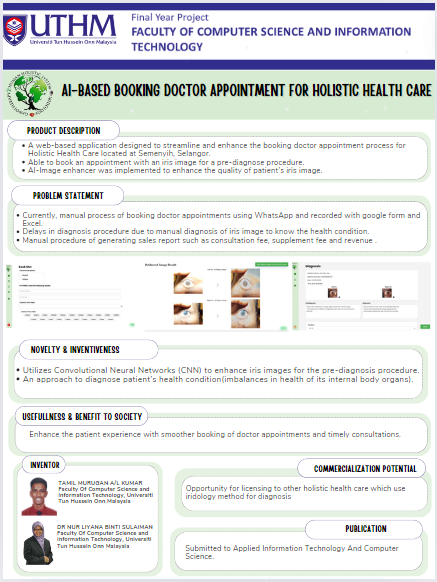 UTHM
Universiti Tun Hussein Onn Malaysia
Final Year Project
FACULTY OF COMPUTER SCIENCE AND INFORMATION
TECHNOLOGY
AI-BASED BOOKING DOCTOR APPOINTMENT FOR HOLISTIC HEALTH CARE
PRODUCT DESCRIPTION
• A web-based application designed to streamline and enhance the booking doctor appointment process for
Holistic Health Care located at Semenyih, Selangor.
• Able to book an appointment with an iris image for a pre-diagnose procedure.
• AI-Image enhancer was implemented to enhance the quality of patient's iris image.
PROBLEM STATEMENT
• Currently, manual process of booking doctor appointments using WhatsApp and recorded with google form and
Excel.
• Delays in diagnosis procedure due to manual diagnosis of iris image to know the health condition.
• Manual procedure of generating sales report such as consultation fee, supplement fee and revenue .
Enhanced Image Result
Diagnosis
NOVELTY & INVENTIVENESS
• Utilizes Convolutional Neural Networks (CNN) to enhance iris images for the pre-diagnosis procedure.
• An approach to diagnose patient's health condition(imbalances in health of its internal body organs).
USEFULLNESS & BENEFIT TO SOCIETY
Enhance the patient experience with smoother booking of doctor appointments and timely consultations.
INVENTOR
TAMIL MURUGAN A/L KUMAR
Faculty Of Computer Science and
Information Technology, Universiti
Tun Hussein Onn Malaysia
DR NUR LIYANA BINTI SULAIMAN
Faculty Of Computer Science and
Information Technology, Universiti
Tun Hussein Onn Malaysia
COMMERCIALIZATION POTENTIAL
Opportunity for licensing to other holistic health care which use
iridology method for diagnosis
PUBLICATION
Submitted to Applied Information Technology And Computer
Science.